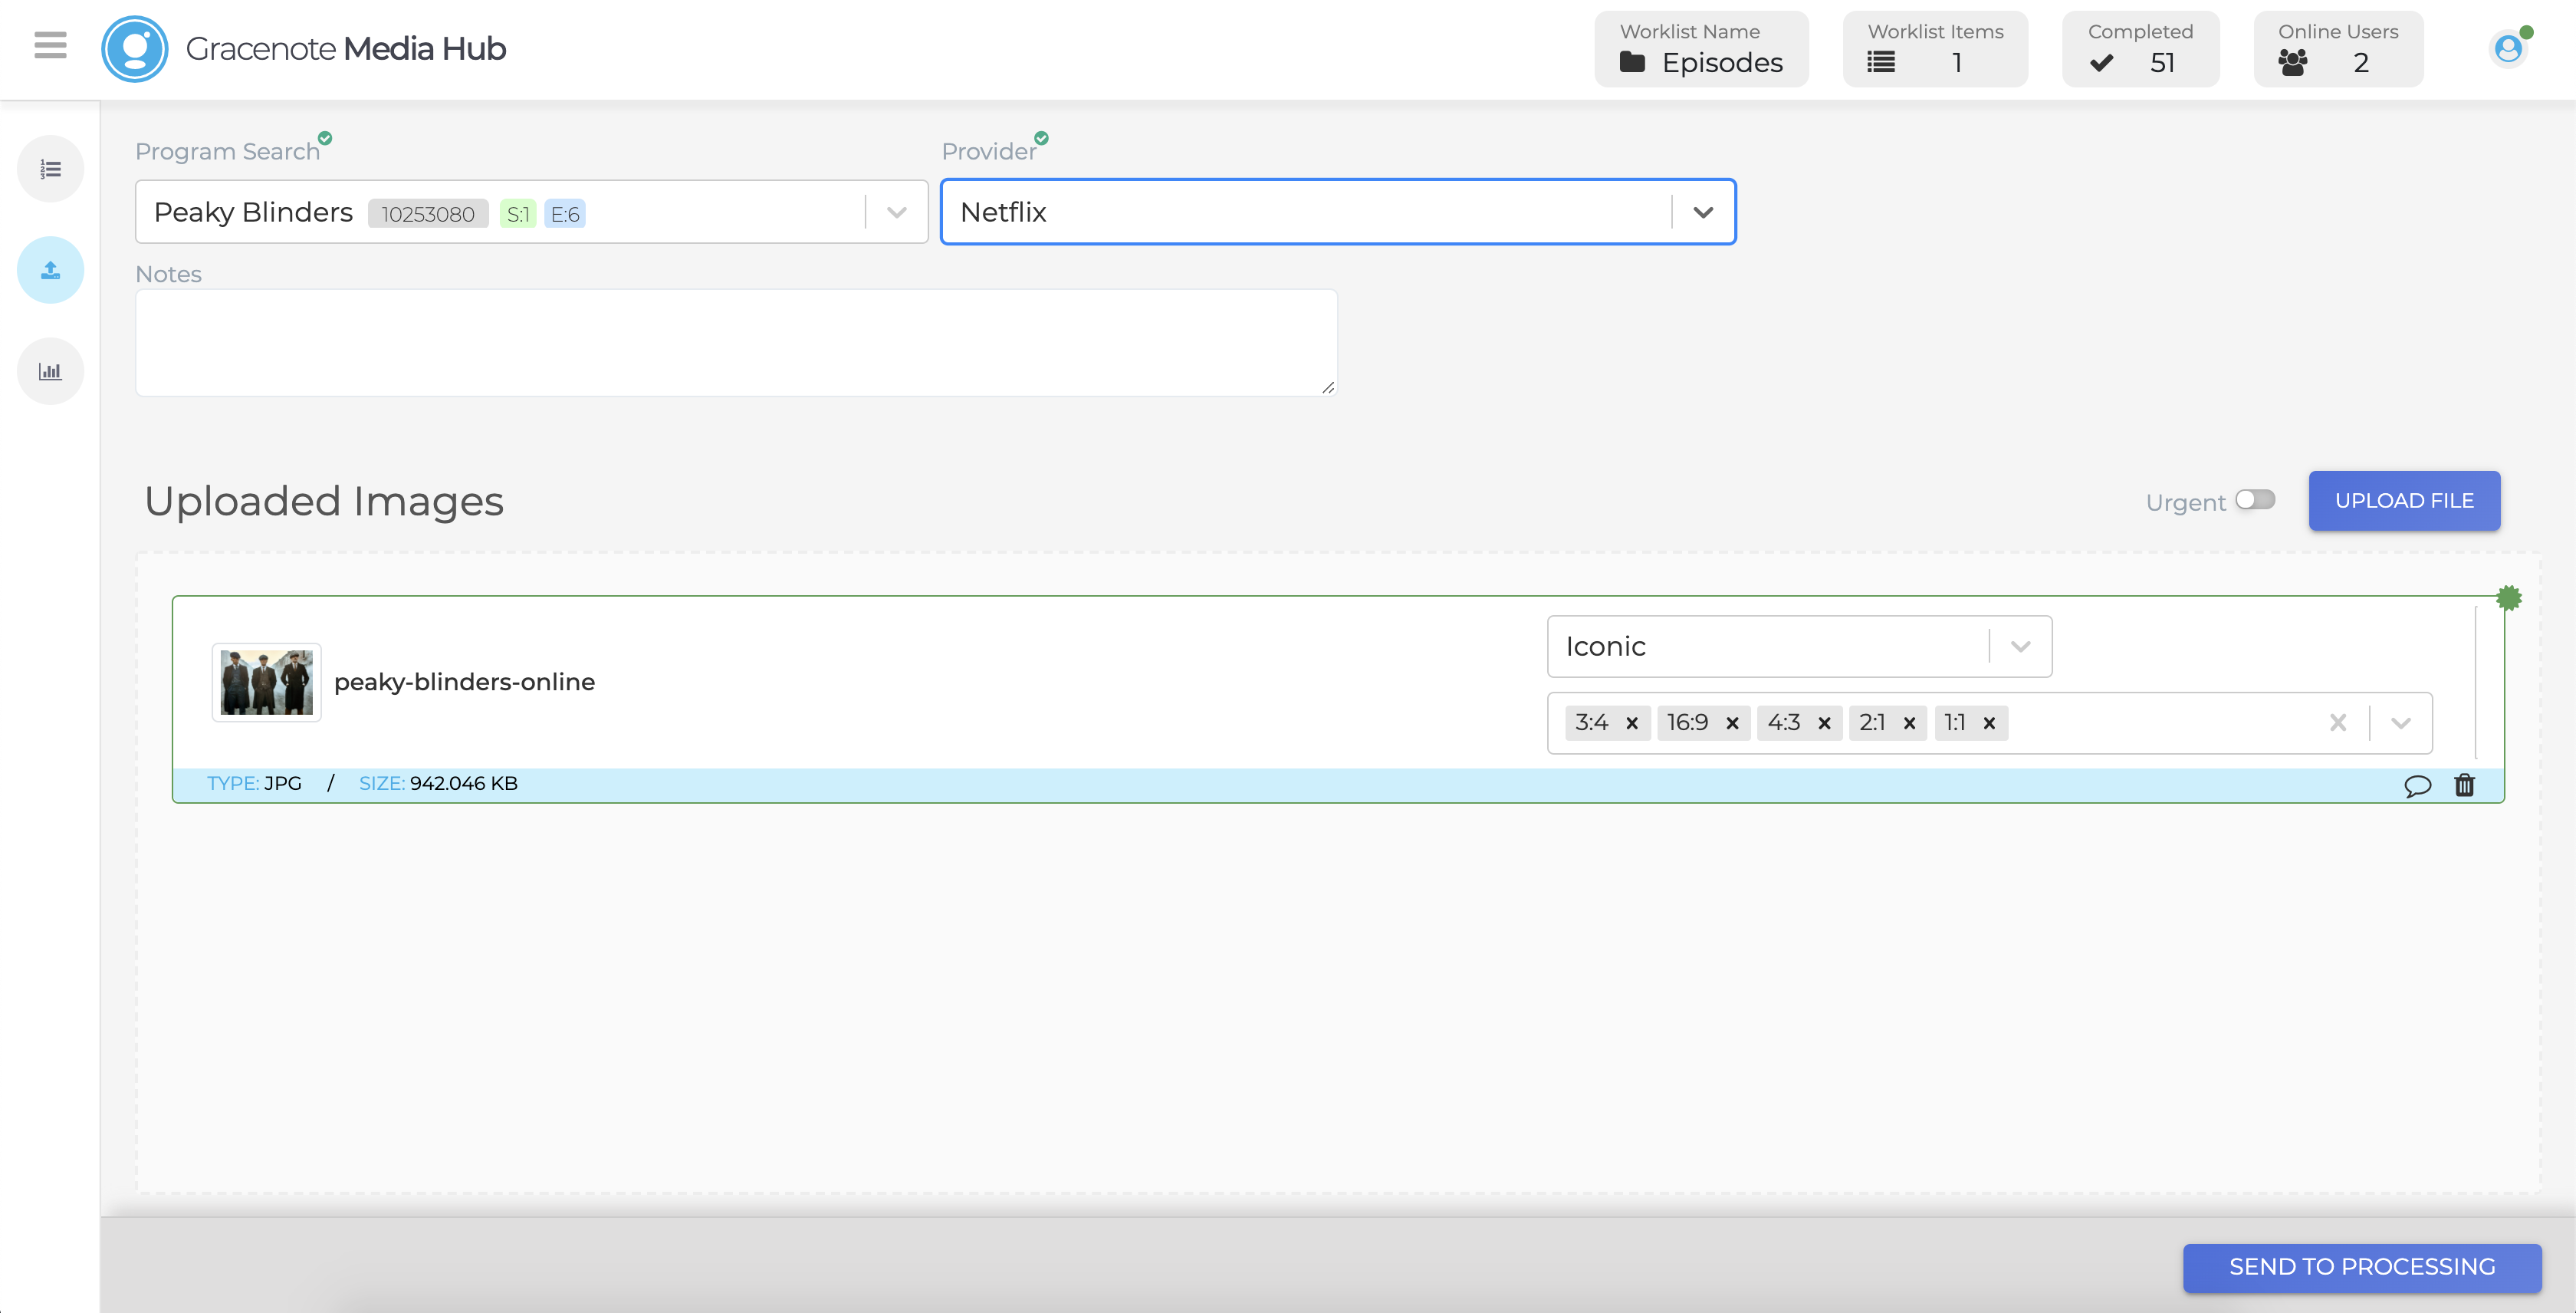 Gracenote Media Hub
Worklist Name
Episodes
Worklist Items
1
Completed
51
Online Users
2
Program Search
Provider
Peaky Blinders 10253080 S:1 E:6
Netflix
Notes
Uploaded Images
Urgent
UPLOAD FILE
peaky-blinders-online
Iconic
3:4 16:9 4:3 2:1 1:1
TYPE: JPG / SIZE: 942.046 KB
SEND TO PROCESSING